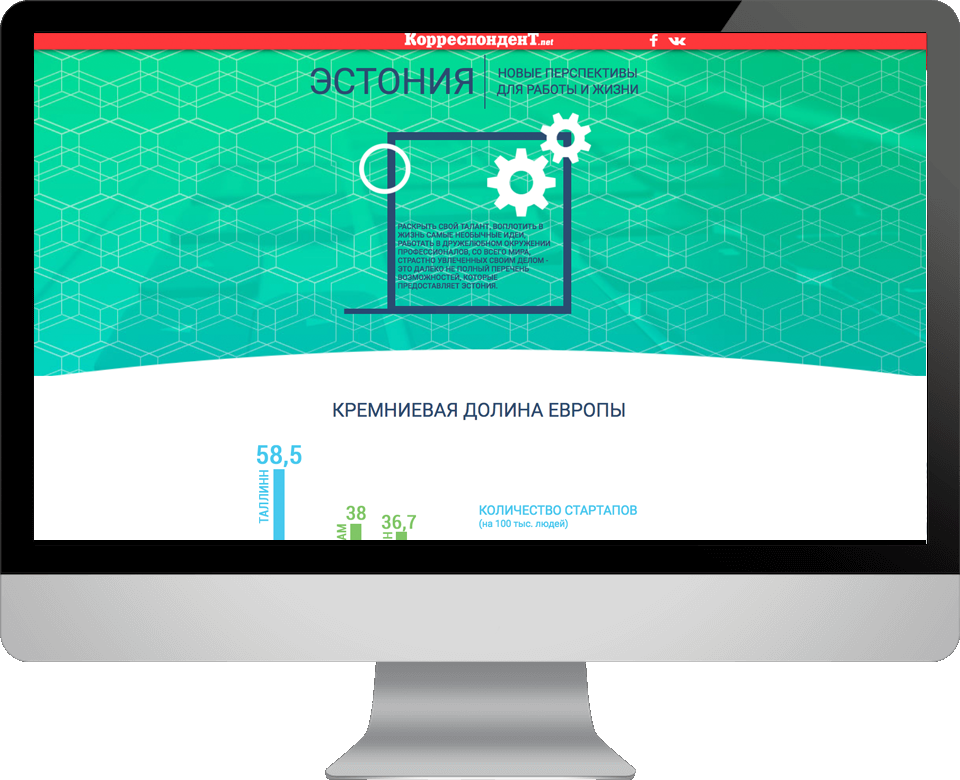 КорреспонденТ.net
ЭСТОНИЯ
НОВЫЕ ПЕРСПЕКТИВЫ
ДЛЯ РАБОТЫ И ЖИЗНИ
РАСКРЫТЬ СВОЙ ТАЛАНТ, ВОПЛОТИТЬ В
ЖИЗНЬ САМЫЕ НЕОБЫЧНЫЕ ИДЕИ,
РАБОТАТЬ В ДРУЖЕЛЮБНОМ ОКРУЖЕНИИ
ПРОФЕССИОНАЛОВ, СО ВСЕГО МИРА,
СТРАСТНО УВЛЕЧЕННЫХ СВОИМ ДЕЛОМ -
ЭТО ДАЛЕКО НЕ ПОЛНЫЙ ПЕРЕЧЕНЬ
ВОЗМОЖНОСТЕЙ, КОТОРЫЕ
ПРЕДОСТАВЛЯЕТ ЭСТОНИЯ.
КРЕМНИЕВАЯ ДОЛИНА ЕВРОПЫ
58,5
ТАЛЛИНН
38
АМ
36,7
Н
КОЛИЧЕСТВО СТАРТАПОВ
(на 100 тыс. людей)